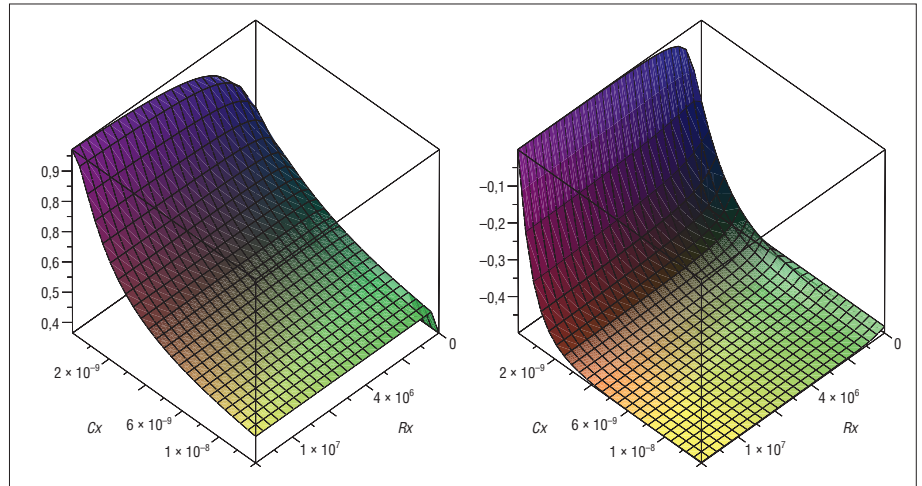 0,9
0,8
0,8
0,6
0,5
0,4
2 × 10⁻⁹
6 × 10⁻⁹
1 × 10⁻⁸
Cx
1 × 10⁷
4 × 10⁶
0
Rx
–0,1
–0,2
–0,3
–0,4
2 × 10⁻⁹
6 × 10⁻⁹
1 × 10⁻⁸
Cx
1 × 10⁷
4 × 10⁶
0
Rx